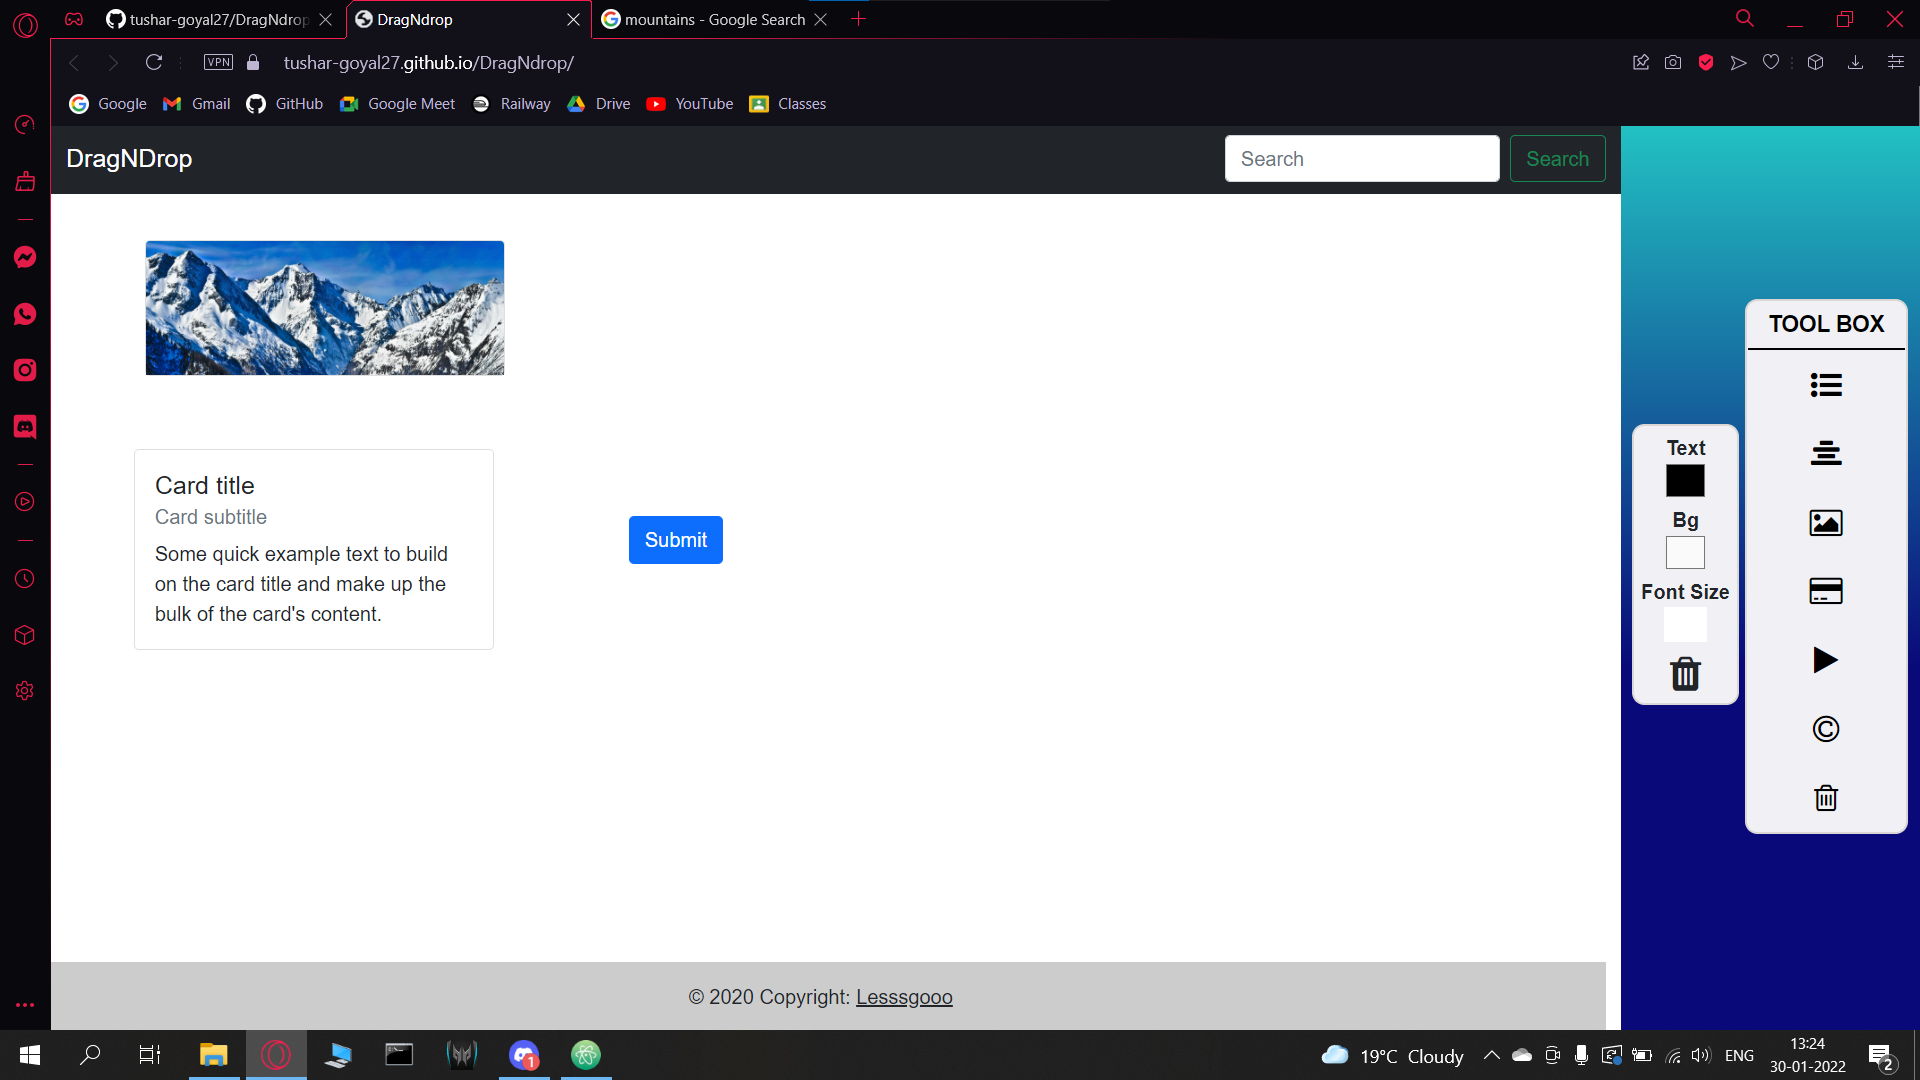 tushar-goyal27/DragNdrop
DragNdrop
mountains - Google Search
VPN
tushar-goyal27.github.io/DragNdrop/
Google
Gmail
GitHub
Google Meet
Railway
Drive
YouTube
Classes
DragNDrop
Search
Search
TOOL BOX
Text
Bg
Font Size
Card title
Card subtitle
Some quick example text to build
on the card title and make up the
bulk of the card's content.
Submit
© 2020 Copyright: Lesssgooo
1
19°C Cloudy
ENG
13:24
30-01-2022
2